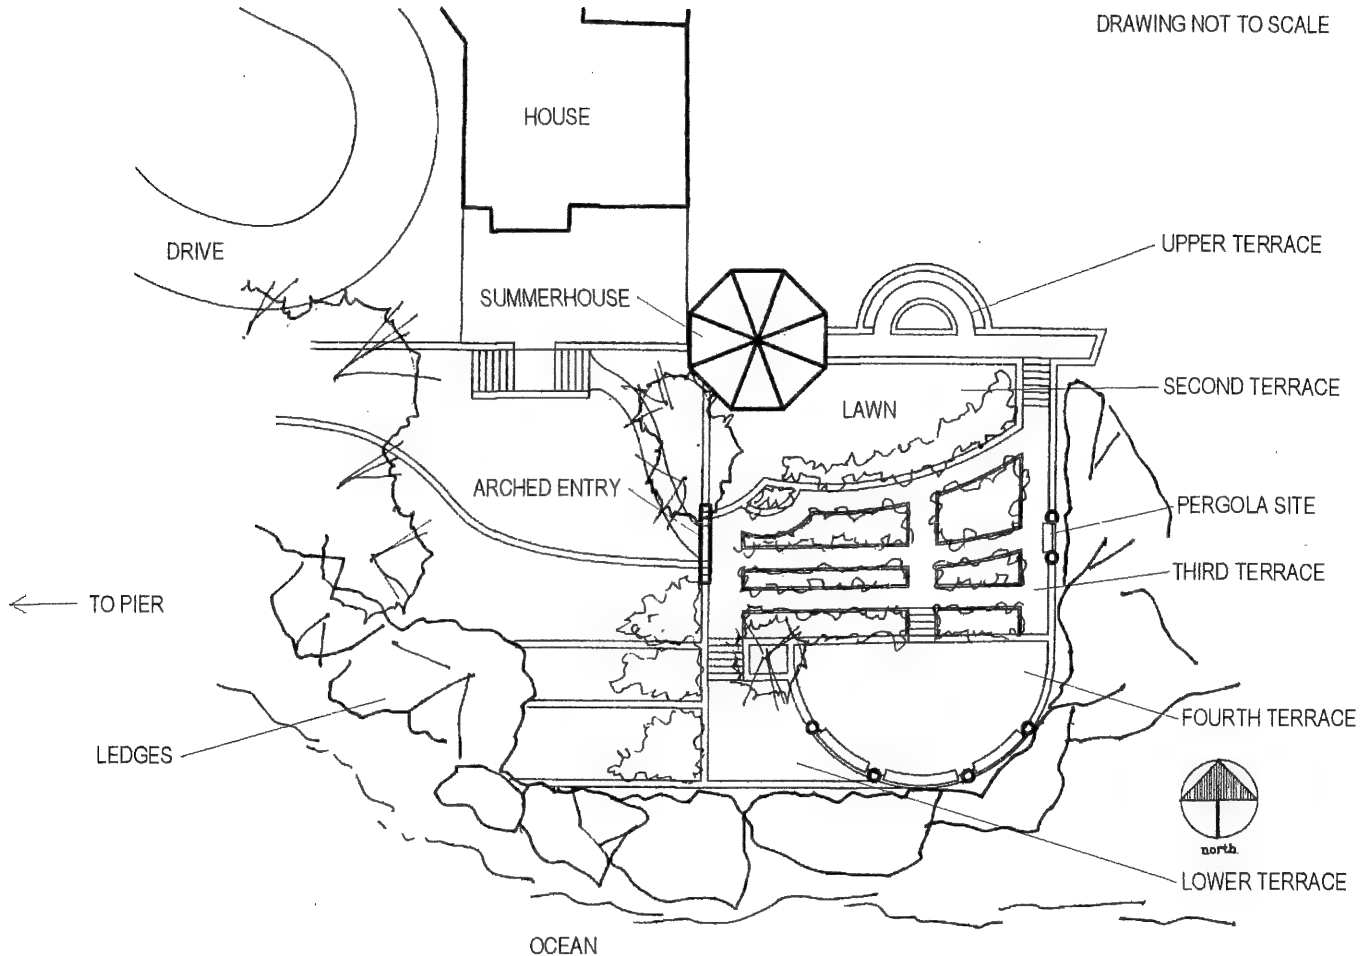 DRAWING NOT TO SCALE
HOUSE
UPPER TERRACE
DRIVE
SUMMERHOUSE
SECOND TERRACE
LAWN
ARCHED ENTRY
PERGOLA SITE
THIRD TERRACE
TO PIER
FOURTH TERRACE
LEDGES
north
LOWER TERRACE
OCEAN